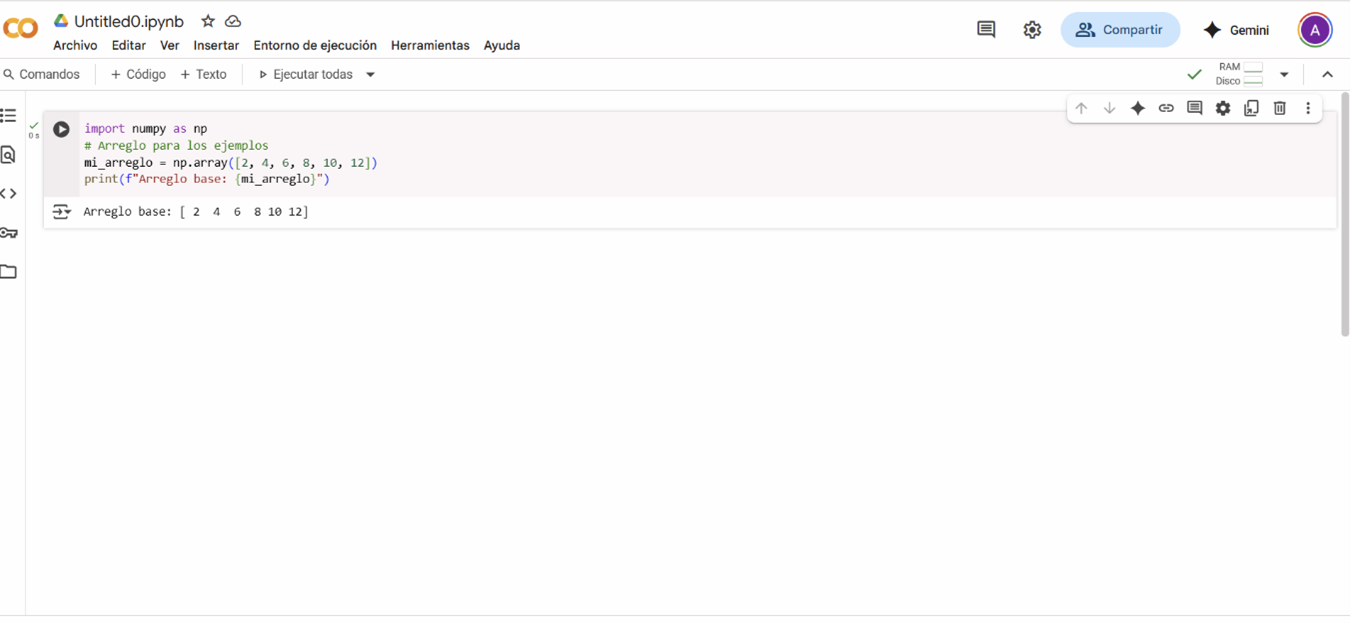 Untitled0.ipynb
Archivo Editar Ver Insertar Entorno de ejecución Herramientas Ayuda
Compartir
Gemini
A
Comandos + Código + Texto Ejecutar todas
RAM
Disco
0 s
import numpy as np
# Arreglo para los ejemplos
mi_arreglo = np.array([2, 4, 6, 8, 10, 12])
print(f"Arreglo base: {mi_arreglo}")
Arreglo base: [ 2  4  6  8 10 12]